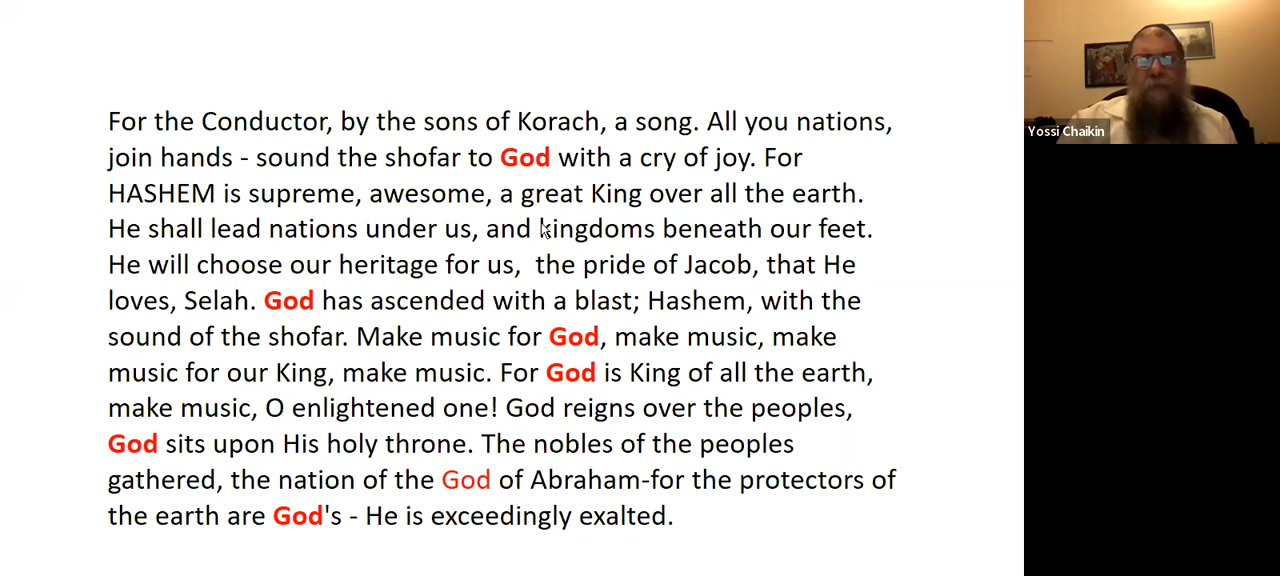 For the Conductor, by the sons of Korach, a song. All you nations,
join hands - sound the shofar to God with a cry of joy. For
HASHEM is supreme, awesome, a great King over all the earth.
He shall lead nations under us, and kingdoms beneath our feet.
He will choose our heritage for us,  the pride of Jacob, that He
loves, Selah. God has ascended with a blast; Hashem, with the
sound of the shofar. Make music for God, make music, make
music for our King, make music. For God is King of all the earth,
make music, O enlightened one! God reigns over the peoples,
God sits upon His holy throne. The nobles of the peoples
gathered, the nation of the God of Abraham-for the protectors of
the earth are God's - He is exceedingly exalted.
Yossi Chaikin